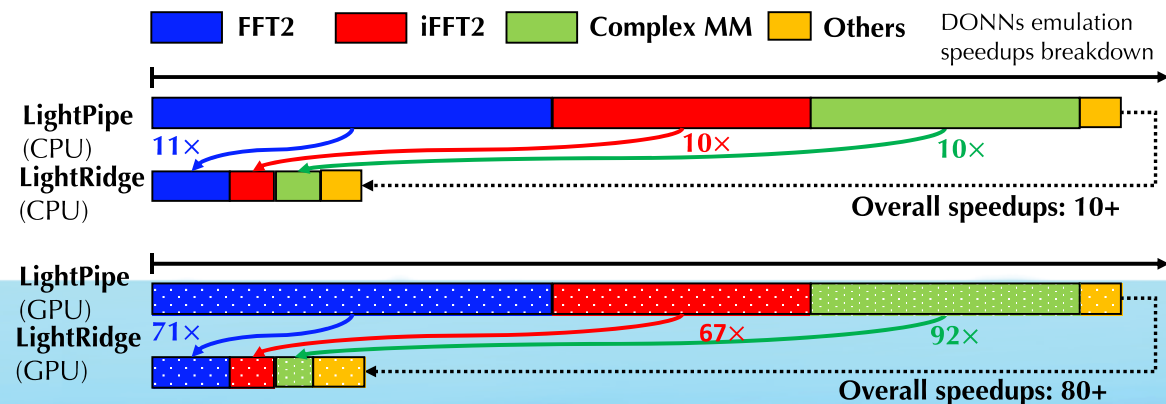 FFT2 iFFT2 Complex MM Others
DONNs emulation
speedups breakdown
LightPipe
(CPU)
11× 10× 10×
LightRidge
(CPU)
Overall speedups: 10+
LightPipe
(GPU)
71× 67× 92×
LightRidge
(GPU)
Overall speedups: 80+